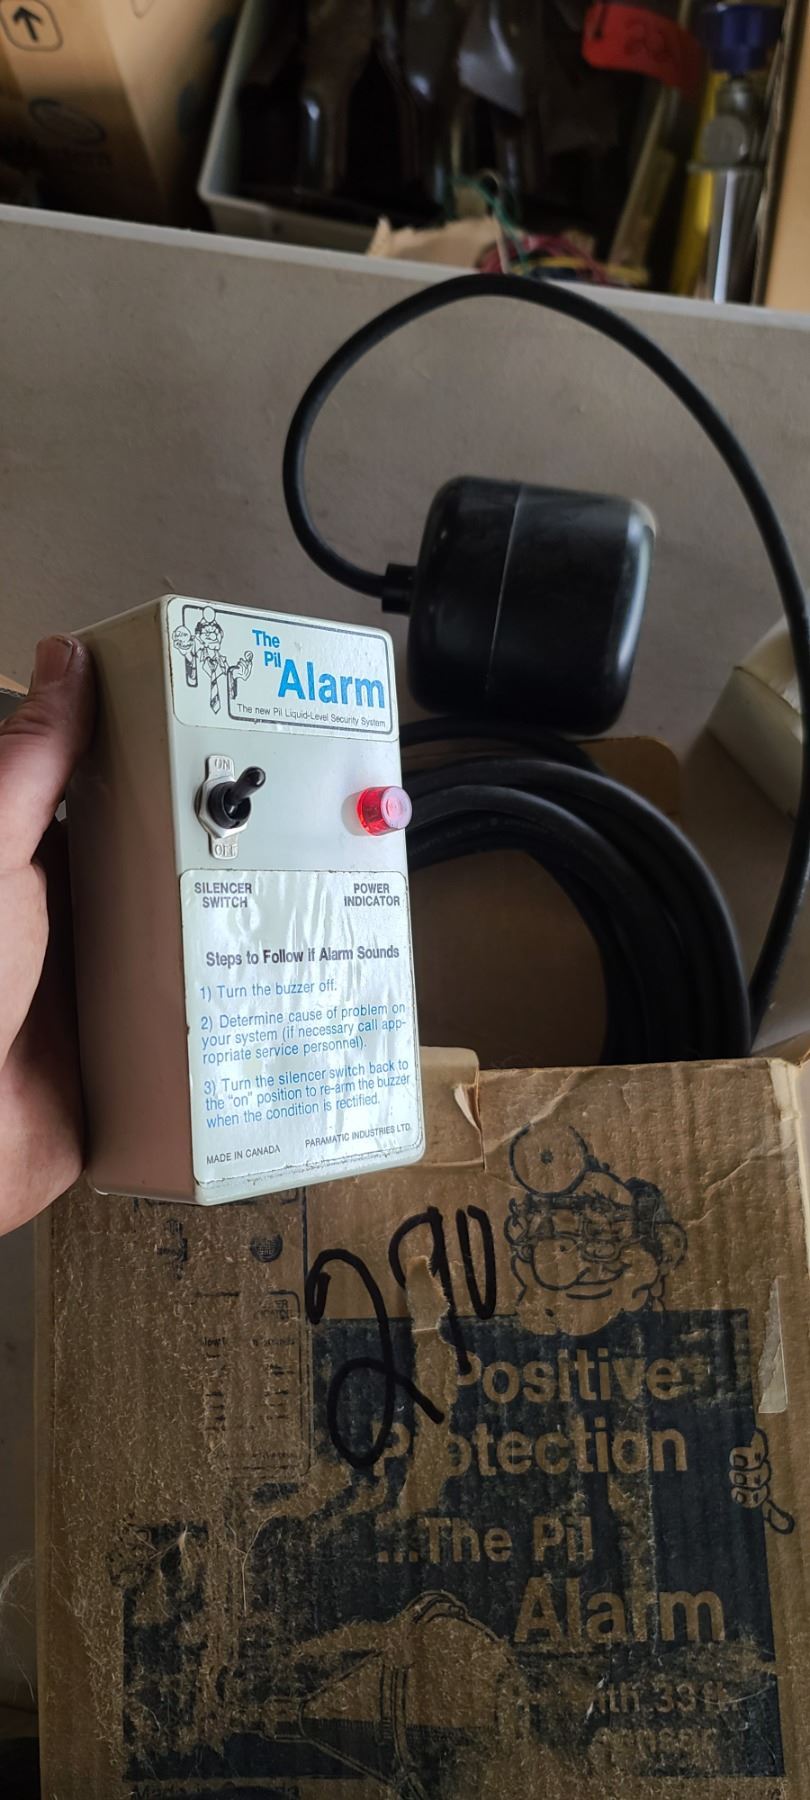 The
Pil
Alarm
The new Pil Liquid-Level Security System
ON
OFF
SILENCER
SWITCH
POWER
INDICATOR
Steps to Follow If Alarm Sounds
1) Turn the buzzer off.
2) Determine cause of problem on
your system (if necessary call app-
ropriate service personnel).
3) Turn the silencer switch back to
the "on" position to re-arm the buzzer
when the condition is rectified.
MADE IN CANADA
PARAMATIC INDUSTRIES LTD.
290
Positive
Protection
...The Pil
Alarm
with 33 ft.